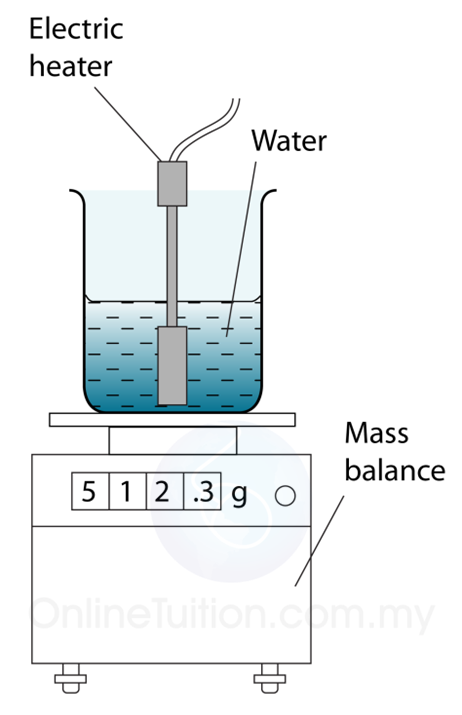 Electric
heater
Water
Mass
balance
5 1 2 .3 g
OnlineTuition.com.my